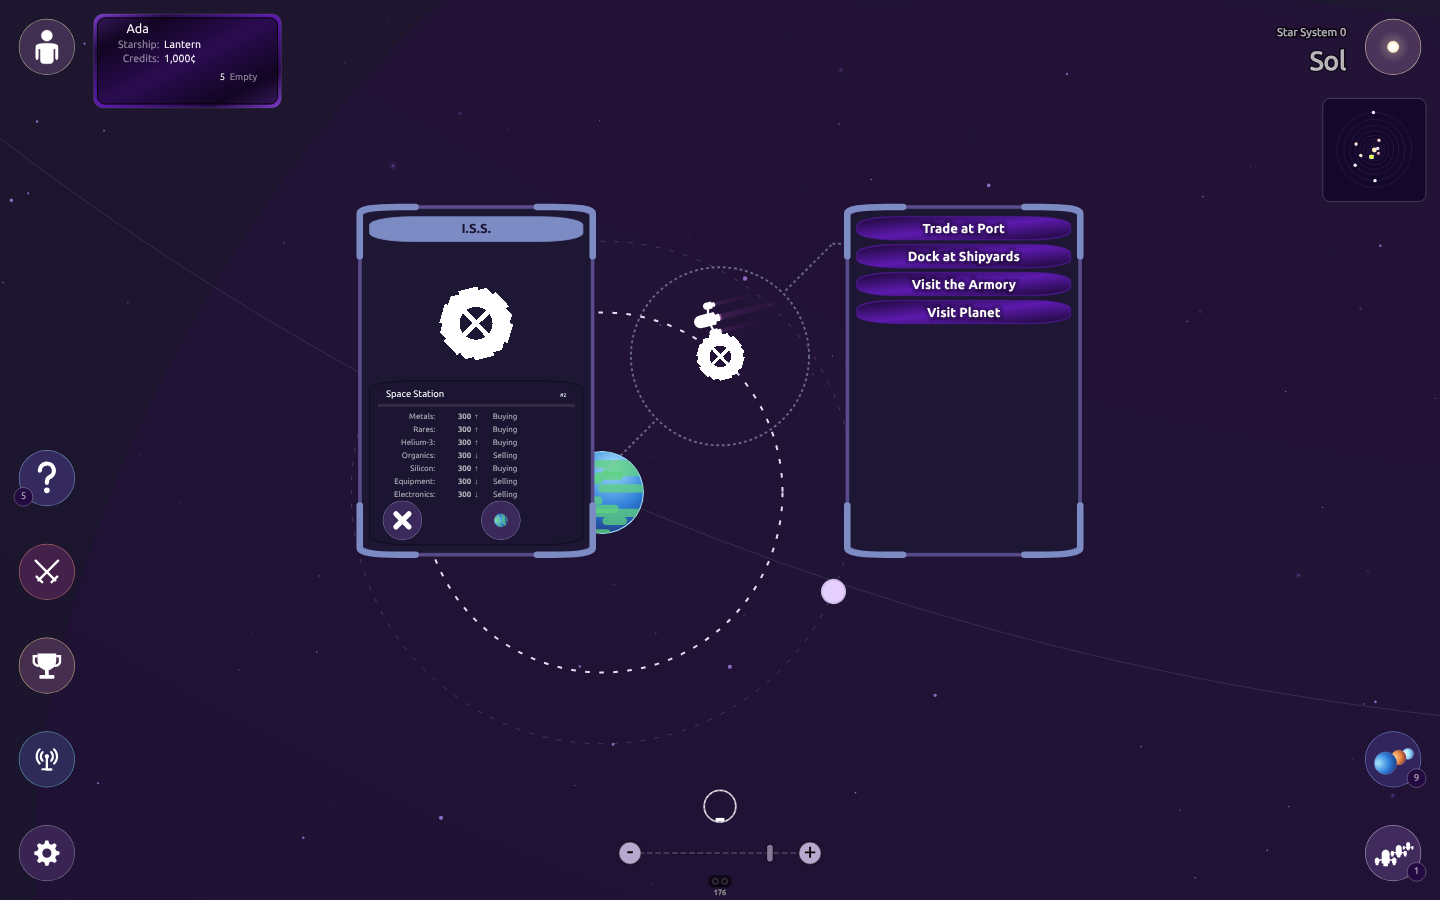 Ada
Starship: Lantern
Credits: 1,000¢
5 Empty
Star System 0
Sol
I.S.S.
Space Station #2
Metals: 300 ↑ Buying
Rares: 300 ↑ Buying
Helium-3: 300 ↑ Buying
Organics: 300 ↓ Selling
Silicon: 300 ↑ Buying
Equipment: 300 ↓ Selling
Electronics: 300 ↓ Selling
Trade at Port
Dock at Shipyards
Visit the Armory
Visit Planet
?
5
9
1
-
+
176